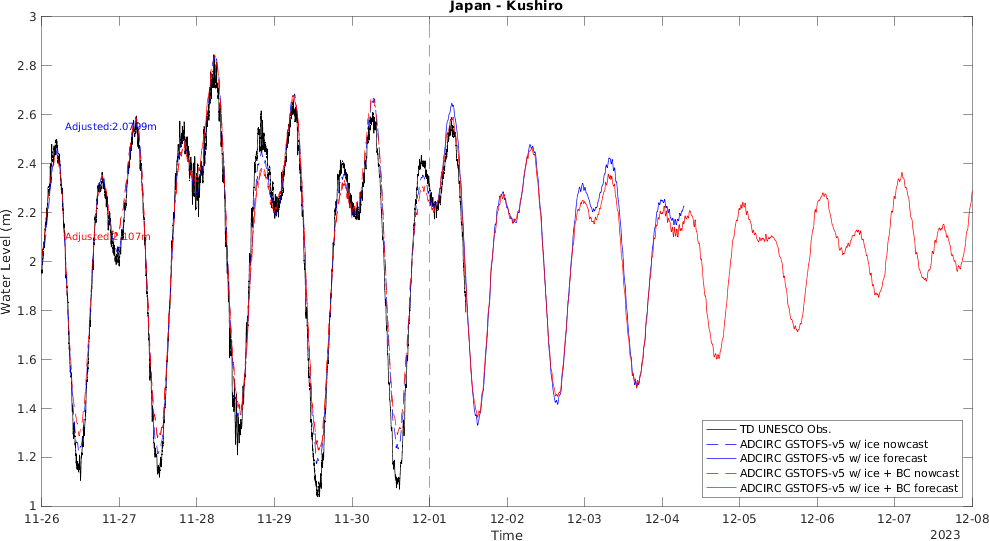 Japan - Kushiro
Water Level (m)
3
2.8
2.6
2.4
2.2
2
1.8
1.6
1.4
1.2
1
Adjusted:2.0799m
Adjusted:2.107m
TD UNESCO Obs.
ADCIRC GSTOFS-v5 w/ ice nowcast
ADCIRC GSTOFS-v5 w/ ice forecast
ADCIRC GSTOFS-v5 w/ ice + BC nowcast
ADCIRC GSTOFS-v5 w/ ice + BC forecast
11-26 11-27 11-28 11-29 11-30 12-01 12-02 12-03 12-04 12-05 12-06 12-07 12-08
Time
2023